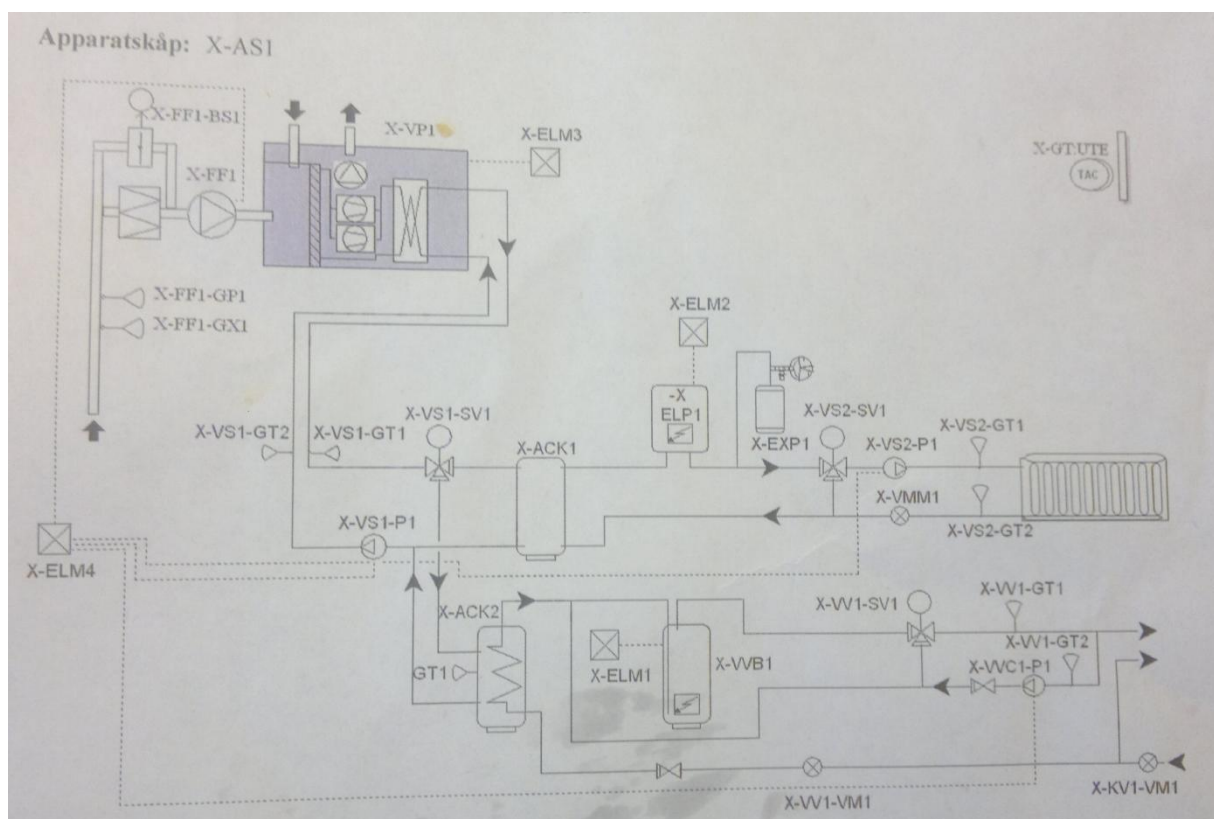 Apparatskåp: X-AS1
X-FF1-BS1
X-VP1
X-ELM3
X-GT:UTE
TAC
X-FF1
X-FF1-GP1
X-FF1-GX1
X-ELM2
-X
ELP1
X-VS1-SV1
X-VS2-SV1
X-VS1-GT2
X-VS1-GT1
X-ACK1
X-EXP1
X-VS2-P1
X-VS2-GT1
X-VMM1
X-VS1-P1
X-VS2-GT2
X-ELM4
X-ACK2
X-VV1-SV1
X-VV1-GT1
X-VV1-GT2
GT1
X-ELM1
X-VVB1
X-VVC1-P1
X-VV1-VM1
X-KV1-VM1